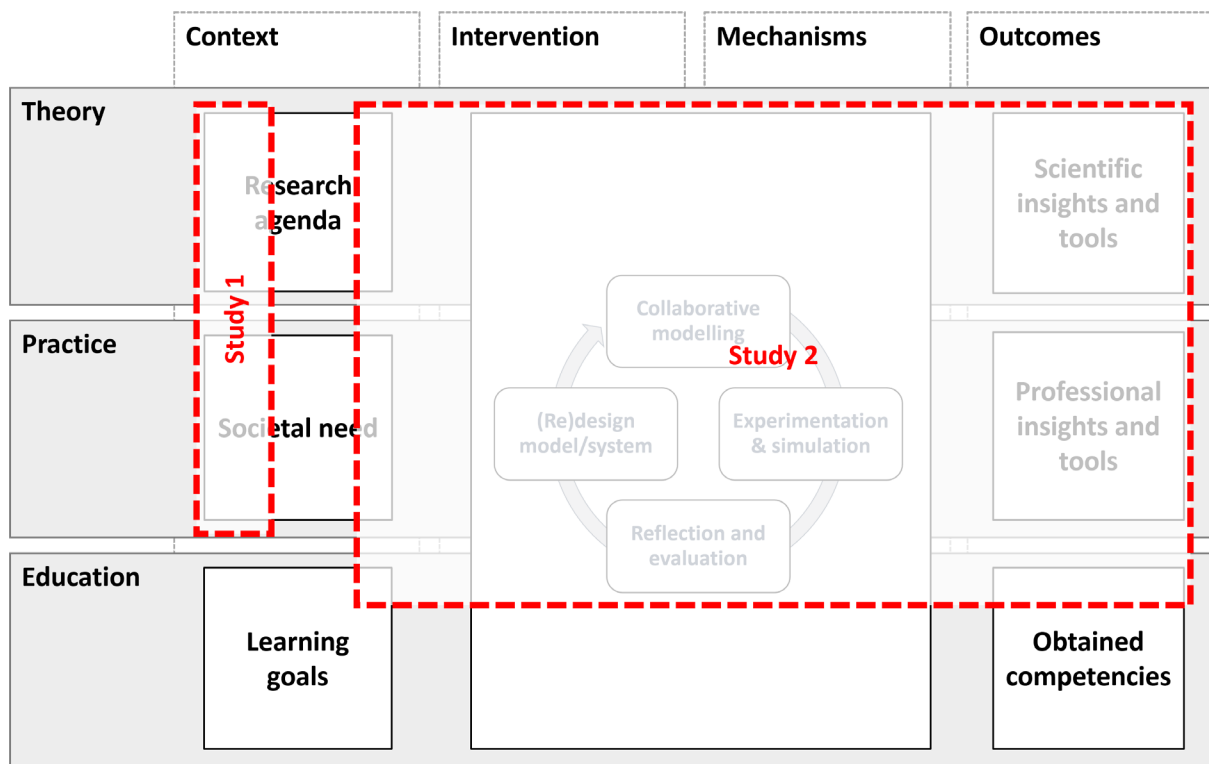 Context
Intervention
Mechanisms
Outcomes
Theory
Research
agenda
Scientific
insights and
tools
Study 1
Collaborative
modelling
Study 2
Practice
Societal need
(Re)design
model/system
Experimentation
& simulation
Professional
insights and
tools
Reflection and
evaluation
Education
Learning
goals
Obtained
competencies